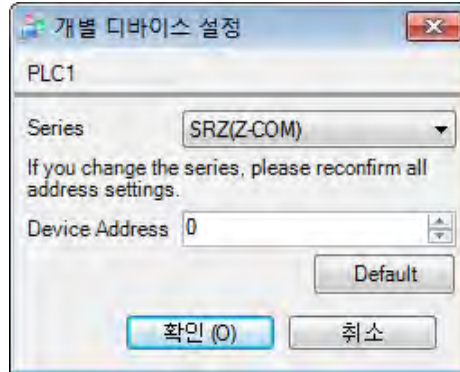 개별 디바이스 설정
PLC1
Series SRZ(Z-COM)
If you change the series, please reconfirm all
address settings.
Device Address 0
Default
확인 (O) 취소